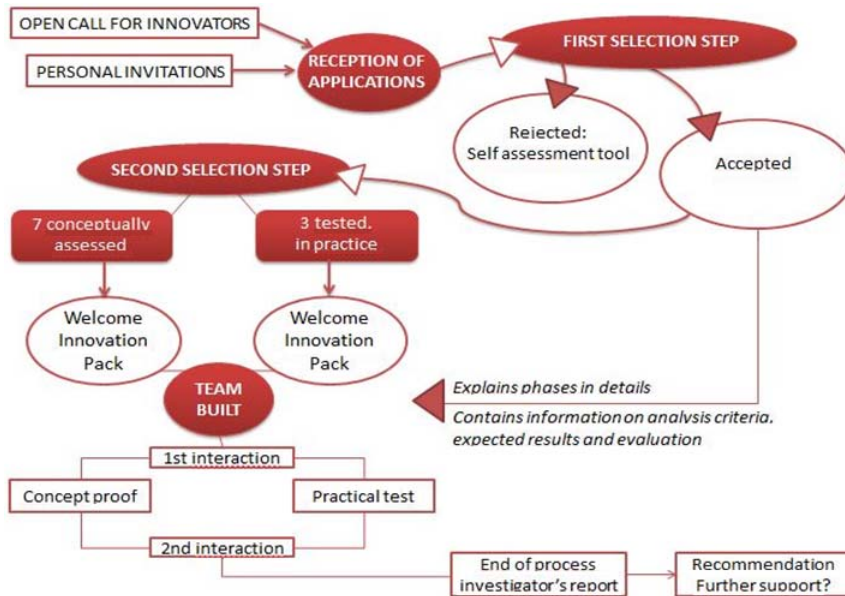 OPEN CALL FOR INNOVATORS
PERSONAL INVITATIONS
RECEPTION OF
APPLICATIONS
FIRST SELECTION STEP
Rejected:
Self assessment tool
Accepted
SECOND SELECTION STEP
7 conceptually
assessed
3 tested.
in practice
Welcome
Innovation
Pack
Welcome
Innovation
Pack
TEAM
BUILT
Explains phases in details
Contains information on analysis criteria.
expected results and evaluation
1st interaction
Concept proof
Practical test
2nd interaction
End of process
investigator's report
Recommendation
Further support?